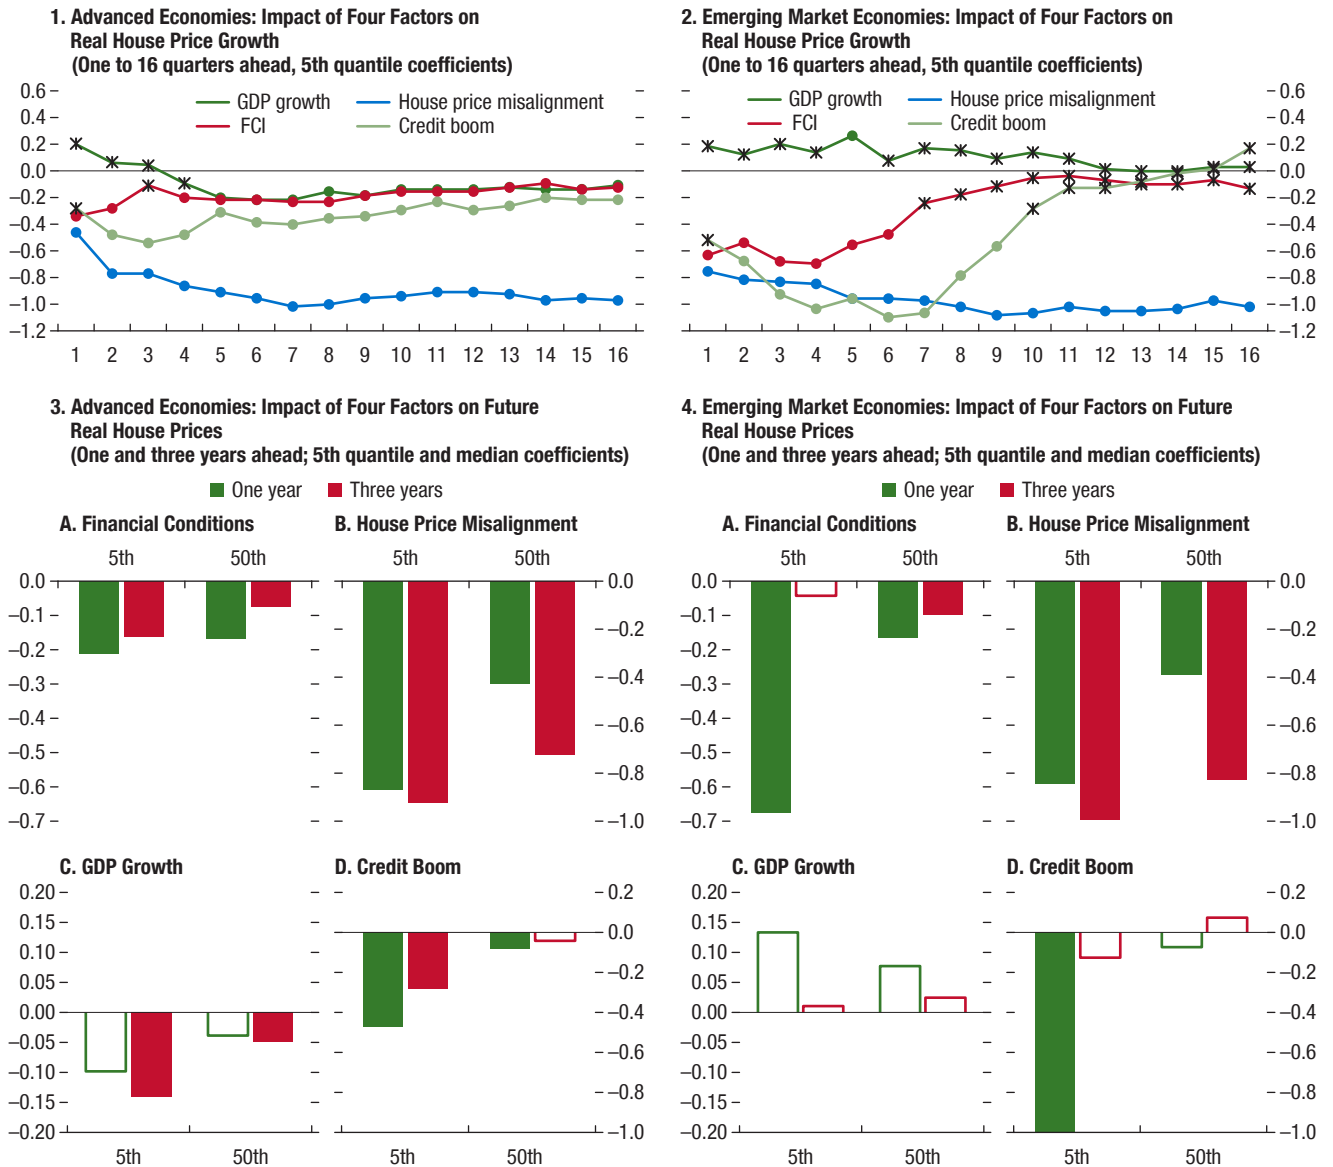 1. Advanced Economies: Impact of Four Factors on
Real House Price Growth
(One to 16 quarters ahead, 5th quantile coefficients)
GDP growth
House price misalignment
FCI
Credit boom
0.6
0.4
0.2
0.0
–0.2
–0.4
–0.6
–0.8
–1.0
–1.2
1 2 3 4 5 6 7 8 9 10 11 12 13 14 15 16
2. Emerging Market Economies: Impact of Four Factors on
Real House Price Growth
(One to 16 quarters ahead, 5th quantile coefficients)
GDP growth
House price misalignment
FCI
Credit boom
0.6
0.4
0.2
0.0
–0.2
–0.4
–0.6
–0.8
–1.0
–1.2
1 2 3 4 5 6 7 8 9 10 11 12 13 14 15 16
3. Advanced Economies: Impact of Four Factors on Future
Real House Prices
(One and three years ahead; 5th quantile and median coefficients)
One year Three years
A. Financial Conditions
5th 50th
0.0
–0.1
–0.2
–0.3
–0.4
–0.5
–0.6
–0.7
B. House Price Misalignment
5th 50th
0.0
–0.2
–0.4
–0.6
–0.8
–1.0
C. GDP Growth
0.20
0.15
0.10
0.05
0.00
–0.05
–0.10
–0.15
–0.20
5th 50th
D. Credit Boom
0.2
0.0
–0.2
–0.4
–0.6
–0.8
–1.0
5th 50th
4. Emerging Market Economies: Impact of Four Factors on Future
Real House Prices
(One and three years ahead; 5th quantile and median coefficients)
One year Three years
A. Financial Conditions
5th 50th
0.0
–0.1
–0.2
–0.3
–0.4
–0.5
–0.6
–0.7
B. House Price Misalignment
5th 50th
0.0
–0.2
–0.4
–0.6
–0.8
–1.0
C. GDP Growth
0.20
0.15
0.10
0.05
0.00
–0.05
–0.10
–0.15
–0.20
5th 50th
D. Credit Boom
0.2
0.0
–0.2
–0.4
–0.6
–0.8
–1.0
5th 50th